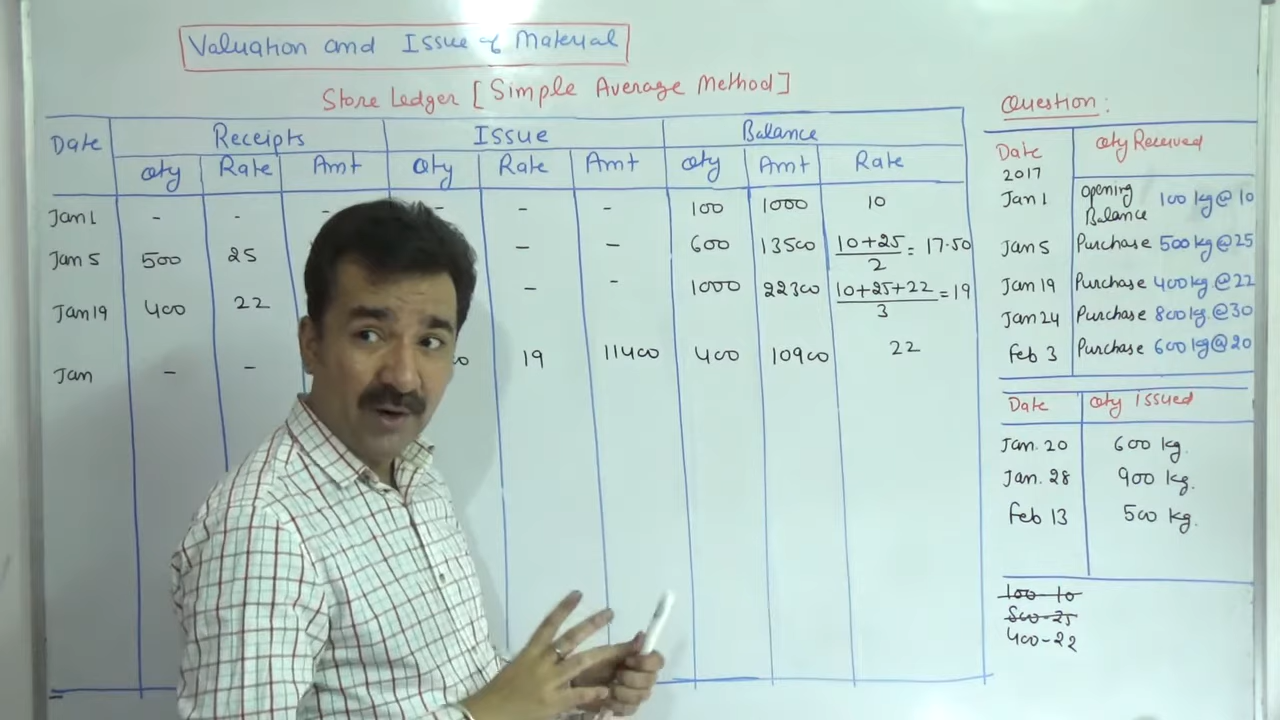 Valuation and Issue of Material
Store Ledger [Simple Average Method]
Date Receipts Issue Balance
Qty Rate Amt Qty Rate Amt Qty Amt Rate
Jan 1 - - - - - - 100 1000 10
Jan 5 500 25 - - 600 13500 10+25/2 = 17.50
Jan 19 400 22 - - 1000 22300 10+25+22/3 = 19
Jan - - 19 11400 400 10900 22
Question:
Date Qty Received
2017
Jan 1 Opening Balance 100 kg @ 10
Jan 5 Purchase 500 kg @ 25
Jan 19 Purchase 400 kg @ 22
Jan 24 Purchase 800 kg @ 30
Feb 3 Purchase 600 kg @ 20
Date Qty Issued
Jan. 20 600 kg.
Jan. 28 900 kg.
Feb 13 500 kg.
100-10
500-25
400-22